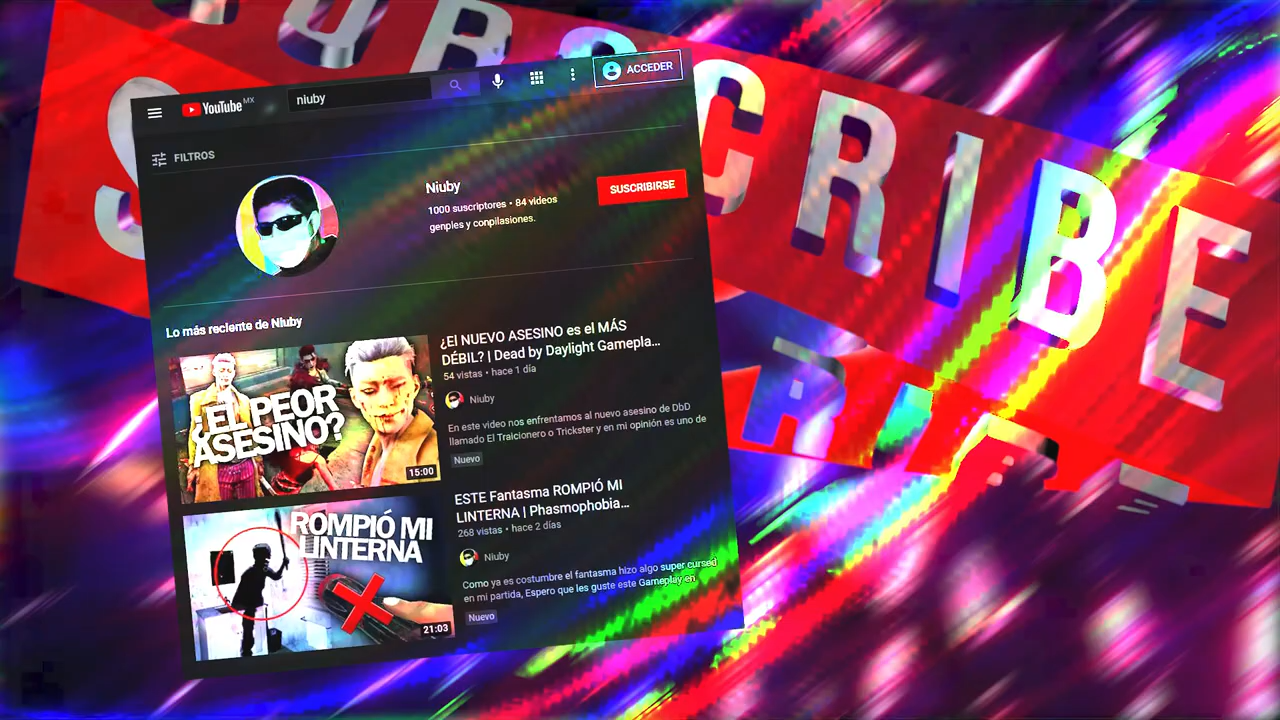 SUBSCRIBE
YouTube MX
niuby
ACCEDER
FILTROS
Niuby
1000 suscriptores • 84 videos
genples y conpilasiones.
SUSCRIBIRSE
Lo más reciente de Niuby
¿EL PEOR
ASESINO?
15:00
¿El NUEVO ASESINO es el MÁS
DÉBIL? | Dead by Daylight Gamepla...
54 vistas • hace 1 día
Niuby
En este video nos enfrentamos al nuevo asesino de DbD
llamado El Traicionero o Trickster y en mi opinión es uno de
Nuevo
ROMPIÓ MI
LINTERNA
21:03
ESTE Fantasma ROMPIÓ MI
LINTERNA | Phasmophobia...
268 vistas • hace 2 días
Niuby
Como ya es costumbre el fantasma hizo algo super cursed
en mi partida, Espero que les guste este Gameplay en
Nuevo